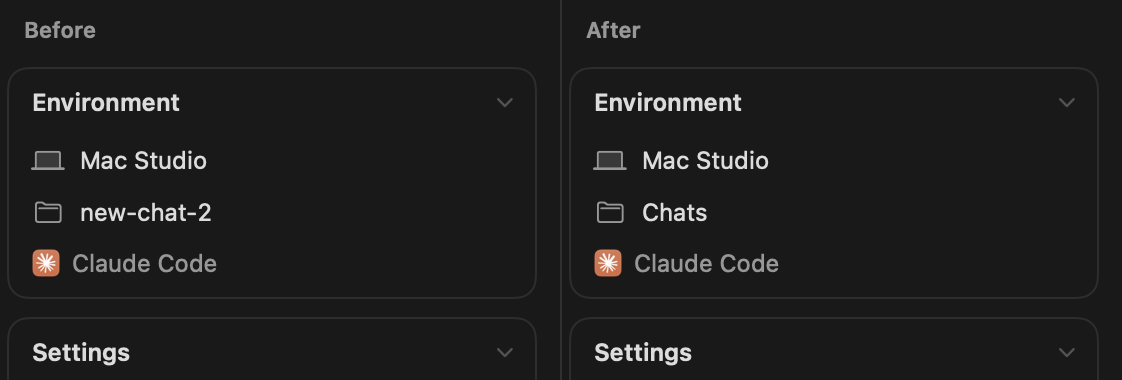 Before
Environment
Mac Studio
new-chat-2
Claude Code
Settings
After
Environment
Mac Studio
Chats
Claude Code
Settings